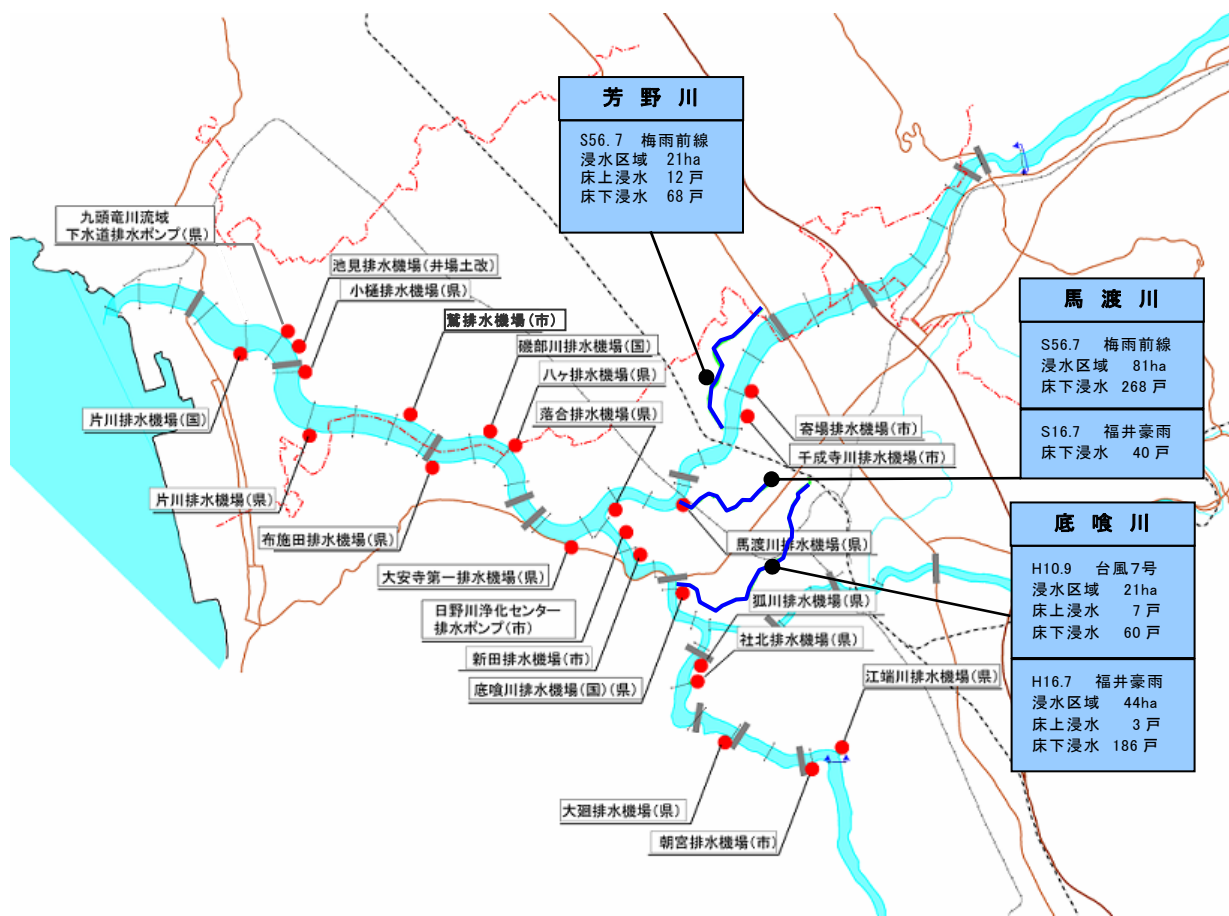 芳野川
S56.7 梅雨前線
浸水区域 21ha
床上浸水 12戸
床下浸水 68戸
九頭竜川流域
下水道排水ポンプ(県)
池見排水機場(井場土改)
小樋排水機場(県)
鷲排水機場(市)
磯部川排水機場(国)
八ヶ排水機場(県)
落合排水機場(県)
片川排水機場(国)
片川排水機場(県)
布施田排水機場(県)
大安寺第一排水機場(県)
日野川浄化センター
排水ポンプ(市)
新田排水機場(市)
底喰川排水機場(国)(県)
寄場排水機場(市)
千成寺川排水機場(市)
馬渡川排水機場(県)
狐川排水機場(県)
社北排水機場(県)
江端川排水機場(県)
大廻排水機場(県)
朝宮排水機場(市)
馬渡川
S56.7 梅雨前線
浸水区域 81ha
床下浸水 268戸
S16.7 福井豪雨
床下浸水 40戸
底喰川
H10.9 台風7号
浸水区域 21ha
床上浸水 7戸
床下浸水 60戸
H16.7 福井豪雨
浸水区域 44ha
床上浸水 3戸
床下浸水 186戸